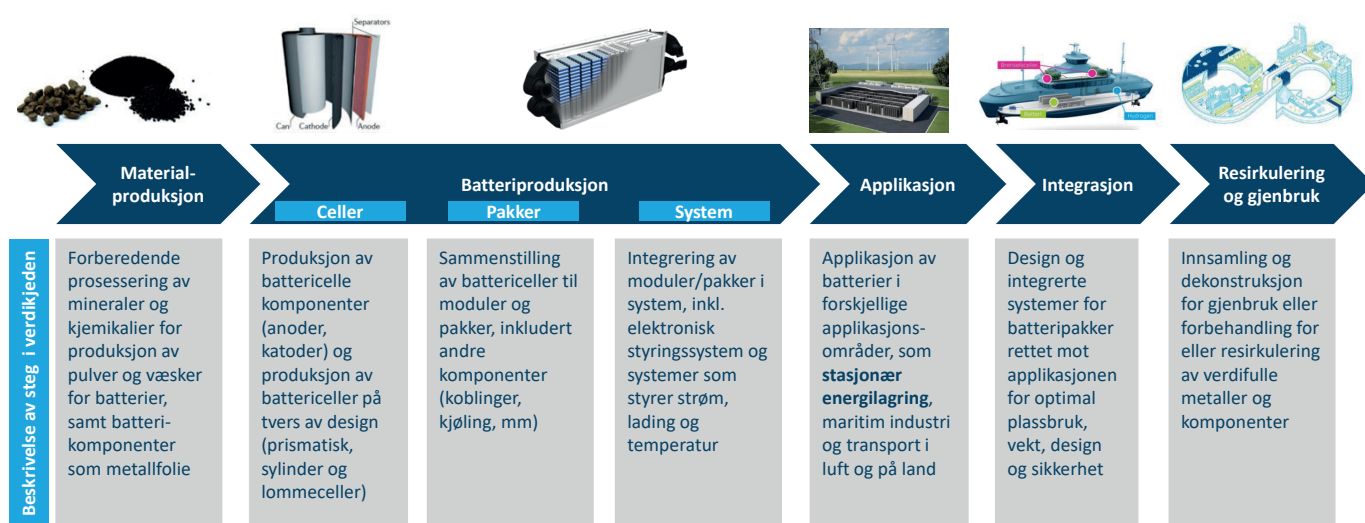 Separators
Can
Cathode
Anode
Brenselsceller
Batteri
Hydrogen
Material-
produksjon
Batteriproduksjon
Celler
Pakker
System
Applikasjon
Integrasjon
Resirkulering
og gjenbruk
Beskrivelse av steg i verdikjeden
Forberedende
prosessering av
mineraler og
kjemikalier for
produksjon av
pulver og væsker
for batterier,
samt batteri-
komponenter
som metallfolie
Produksjon av
battericelle
komponenter
(anoder,
katoder) og
produksjon av
battericeller på
tvers av design
(prismatisk,
sylinder og
lommeceller)
Sammenstilling
av battericeller til
moduler og
pakker, inkludert
andre
komponenter
(koblinger,
kjøling, mm)
Integrering av
moduler/pakker i
system, inkl.
elektronisk
styringssystem og
systemer som
styrer strøm,
lading og
temperatur
Applikasjon av
batterier i
forskjellige
applikasjons-
områder, som
stasjonær
energilagring,
maritim industri
og transport i
luft og på land
Design og
integrerte
systemer for
batteripakker
rettet mot
applikasjonen
for optimal
plassbruk,
vekt, design
og sikkerhet
Innsamling og
dekonstruksjon
for gjenbruk eller
forbehandling for
eller resirkulering
av verdifulle
metaller og
komponenter